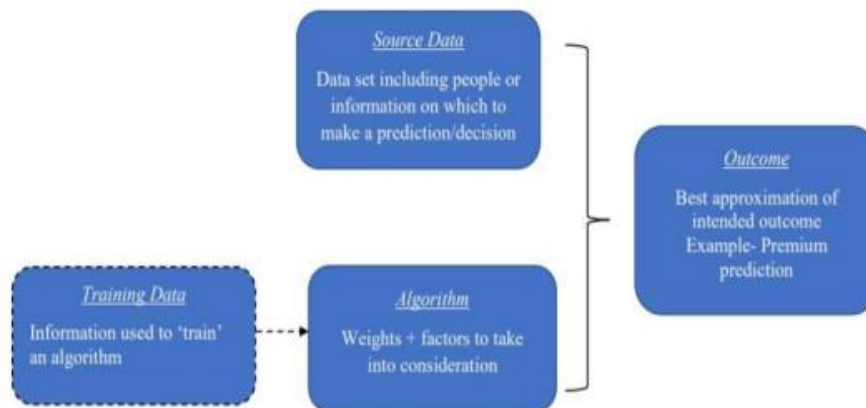 Source Data
Data set including people or
information on which to
make a prediction/decision
Outcome
Best approximation of
intended outcome
Example- Premium
prediction
Training Data
Information used to ‘train’
an algorithm
Algorithm
Weights + factors to take
into consideration